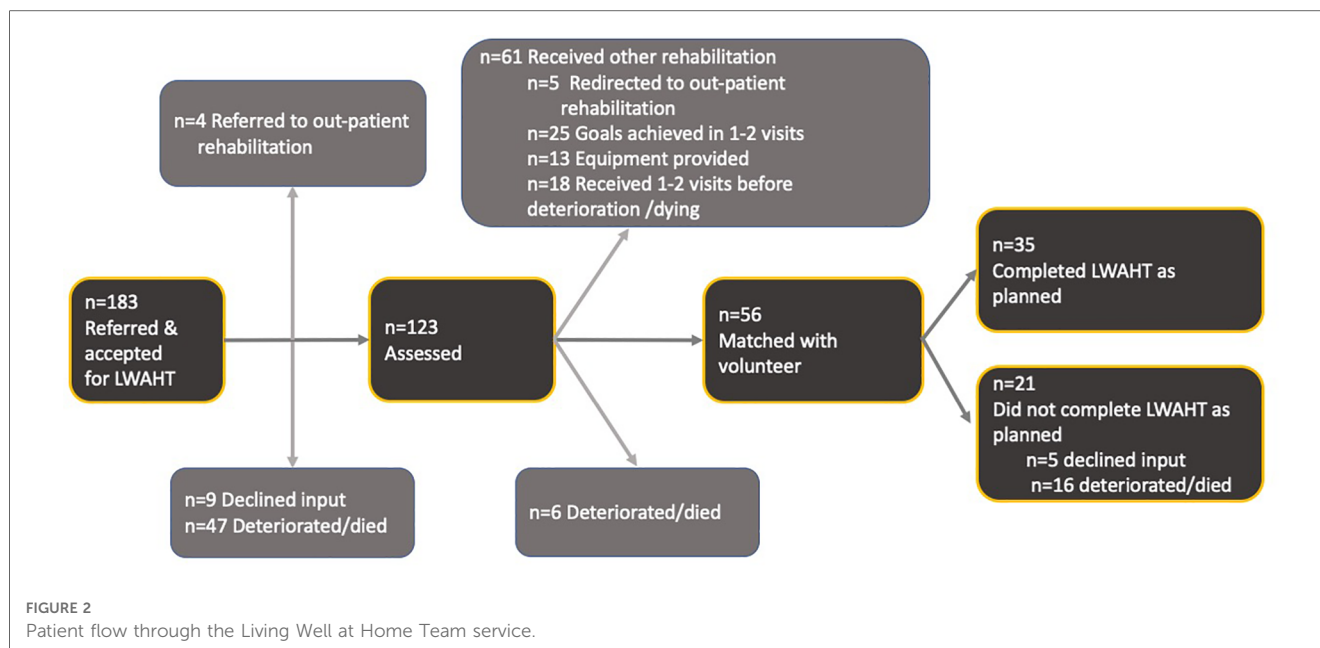 n=4 Referred to out-patient
rehabilitation
n=61 Received other rehabilitation
n=5 Redirected to out-patient
rehabilitation
n=25 Goals achieved in 1-2 visits
n=13 Equipment provided
n=18 Received 1-2 visits before
deterioration /dying
n=183
Referred &
accepted
for LWAHT
n=123
Assessed
n=56
Matched with
volunteer
n=35
Completed LWAHT as
planned
n=21
Did not complete LWAHT as
planned
n=5 declined input
n=16 deteriorated/died
n=9 Declined input
n=47 Deteriorated/died
n=6 Deteriorated/died
FIGURE 2
Patient flow through the Living Well at Home Team service.